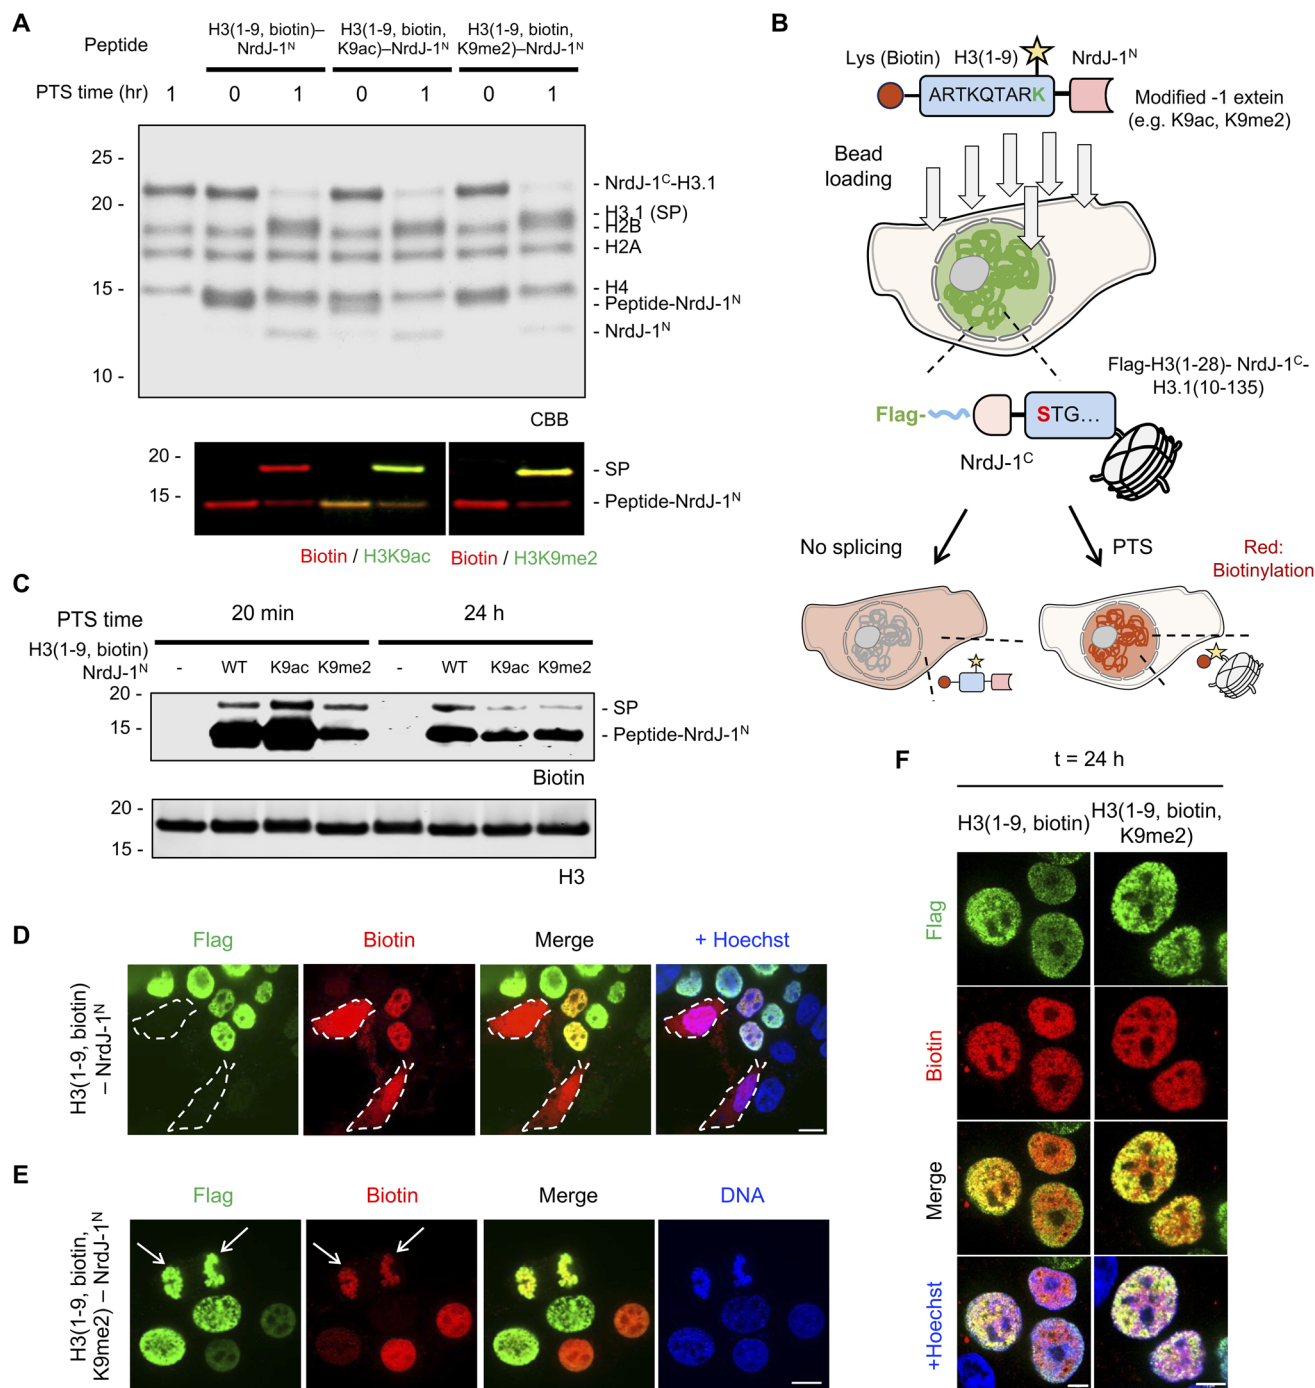 A
Peptide
H3(1-9, biotin)–
NrdJ-1ᴺ
H3(1-9, biotin,
K9ac)–NrdJ-1ᴺ
H3(1-9, biotin,
K9me2)–NrdJ-1ᴺ
PTS time (hr) 1 0 1 0 1 0 1
25 -
20 -
15 -
10 -
- NrdJ-1ᶜ-H3.1
- H3.1 (SP)
- H2B
- H2A
- H4
- Peptide-NrdJ-1ᴺ
- NrdJ-1ᴺ
CBB
20 -
15 -
- SP
- Peptide-NrdJ-1ᴺ
Biotin / H3K9ac
Biotin / H3K9me2
B
Lys (Biotin) H3(1-9) NrdJ-1ᴺ
ARTKQTARK
Modified -1 extein
(e.g. K9ac, K9me2)
Bead
loading
Flag-H3(1-28)- NrdJ-1ᶜ-
H3.1(10-135)
Flag-
STG...
NrdJ-1ᶜ
No splicing
PTS
Red:
Biotinylation
C
PTS time 20 min 24 h
H3(1-9, biotin)
NrdJ-1ᴺ - WT K9ac K9me2 - WT K9ac K9me2
20 -
15 -
- SP
- Peptide-NrdJ-1ᴺ
Biotin
20 -
15 -
H3
D
Flag Biotin Merge + Hoechst
H3(1-9, biotin)
– NrdJ-1ᴺ
E
Flag Biotin Merge DNA
H3(1-9, biotin,
K9me2) – NrdJ-1ᴺ
F
t = 24 h
H3(1-9, biotin)
H3(1-9, biotin,
K9me2)
Flag
Biotin
Merge
+Hoechst